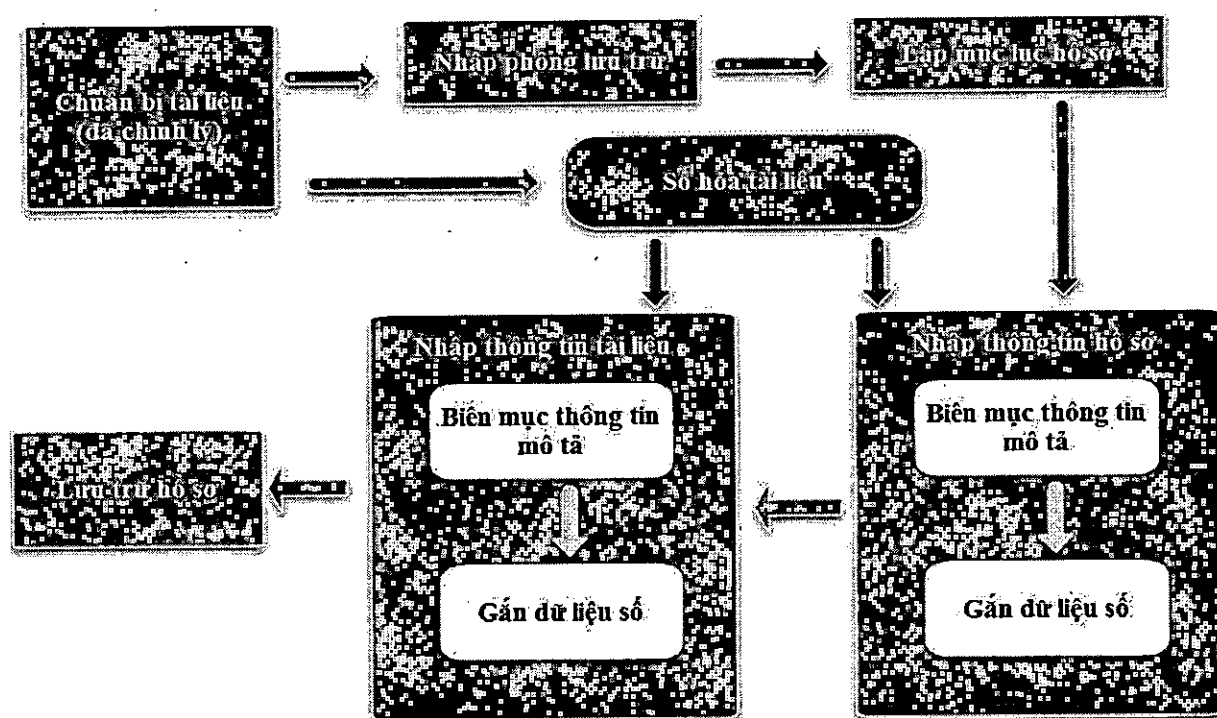 Chuẩn bị tài liệu
(đã chỉnh lý)
Nhập phông lưu trữ
Lập mục lục hồ sơ
Số hóa tài liệu
Nhập thông tin tài liệu
Biên mục thông tin
mô tả
Gắn dữ liệu số
Nhập thông tin hồ sơ
Biên mục thông tin
mô tả
Gắn dữ liệu số
Lưu trữ hồ sơ